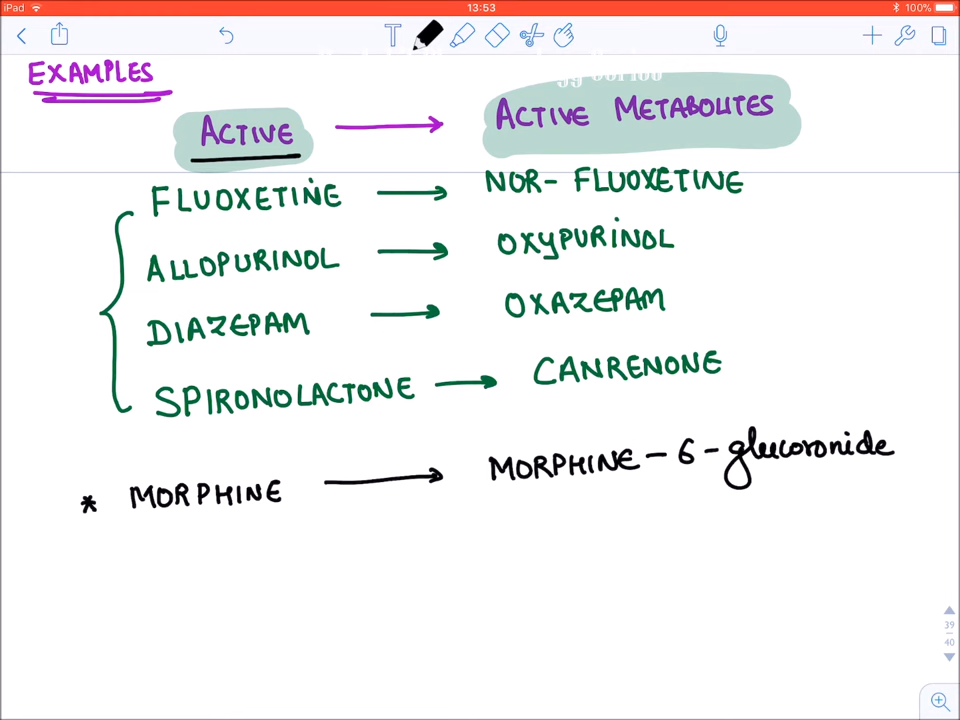 iPad 13:53 100%
T
EXAMPLES
ACTIVE → ACTIVE METABOLITES
FLUOXETINE → NOR- FLUOXETINE
ALLOPURINOL → OXYPURINOL
DIAZEPAM → OXAZEPAM
SPIRONOLACTONE → CANRENONE
* MORPHINE → MORPHINE - 6 - glucoronide
39
40